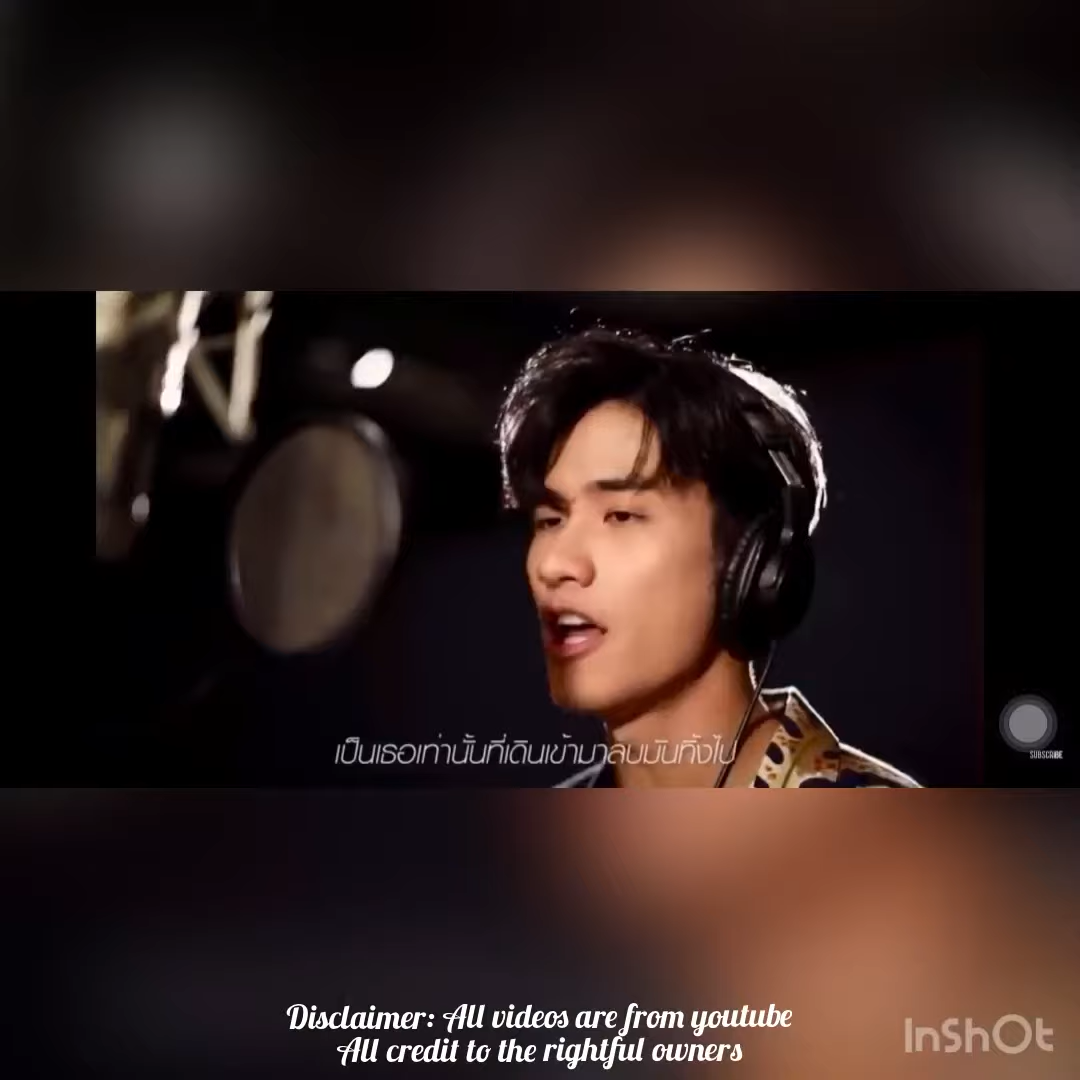 เป็นเธอเท่านั้นที่เดินเข้ามาลบมันทิ้งไป
SUBSCRIBE
Disclaimer: All videos are from youtube
All credit to the rightful owners
InShOt